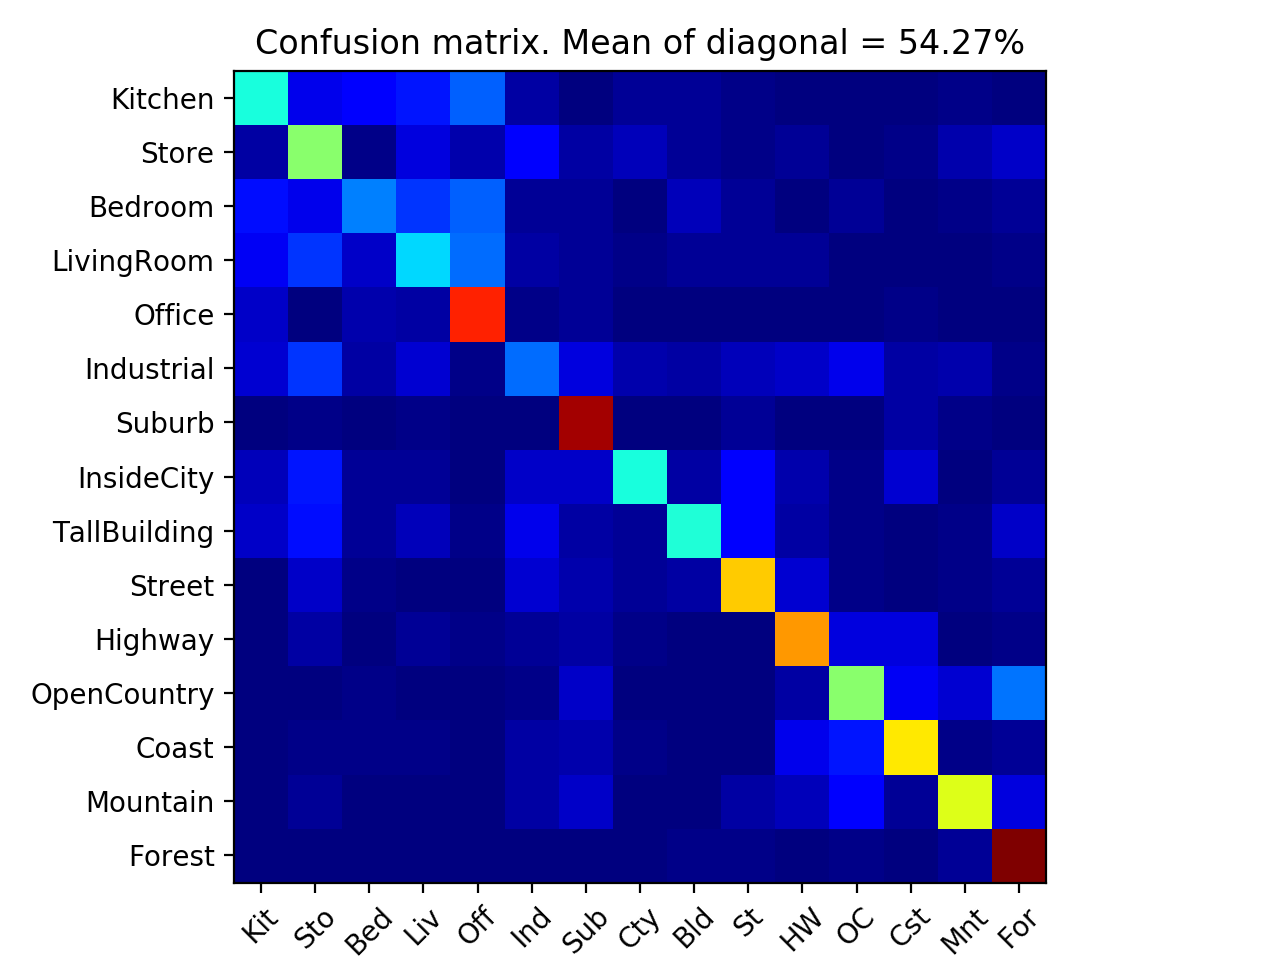 Confusion matrix. Mean of diagonal = 54.27%
Kitchen
Store
Bedroom
LivingRoom
Office
Industrial
Suburb
InsideCity
TallBuilding
Street
Highway
OpenCountry
Coast
Mountain
Forest
Kit Sto Bed Liv Off Ind Sub Cty Bld St HW OC Cst Mnt For